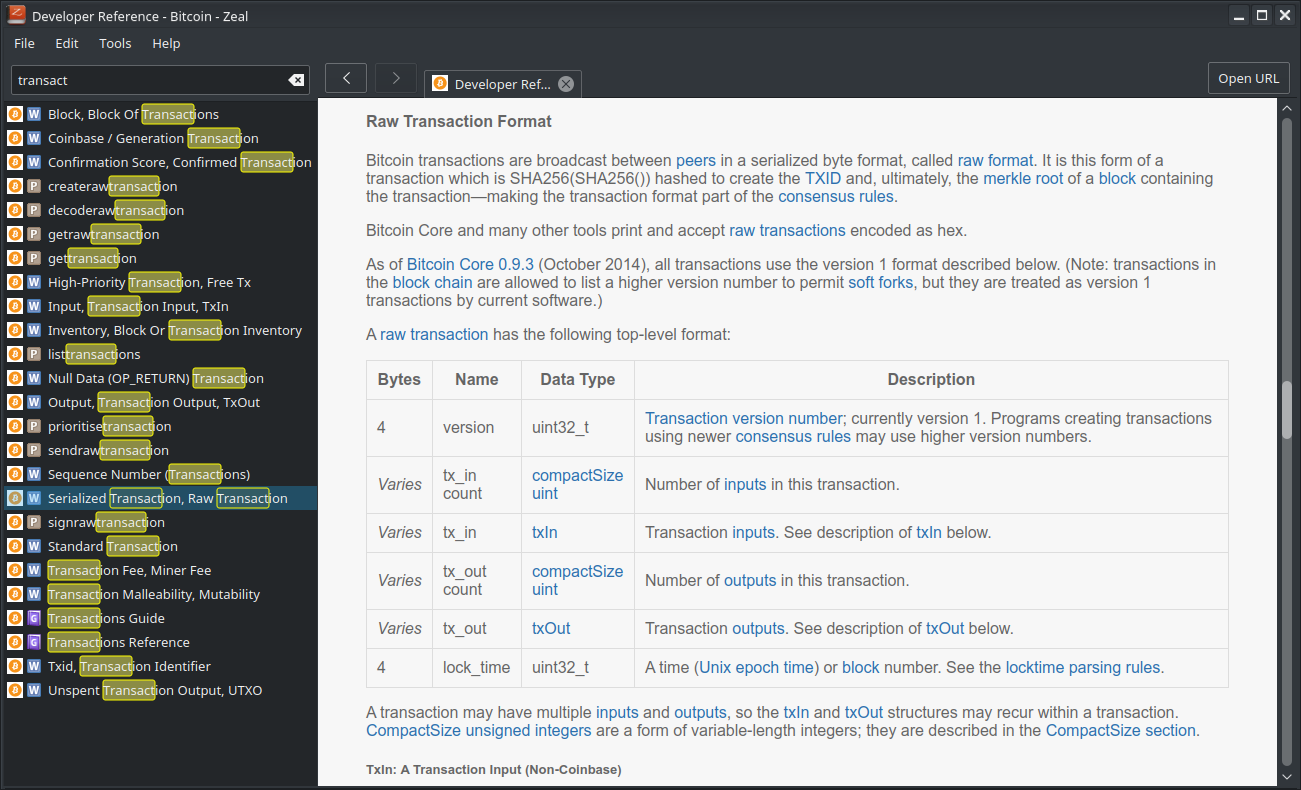 Developer Reference - Bitcoin - Zeal
File Edit Tools Help
transact
Developer Ref...
Open URL
B W Block, Block Of Transactions
B W Coinbase / Generation Transaction
B W Confirmation Score, Confirmed Transaction
B P createrawtransaction
B P decoderawtransaction
B P getrawtransaction
B P gettransaction
B W High-Priority Transaction, Free Tx
B W Input, Transaction Input, TxIn
B W Inventory, Block Or Transaction Inventory
B P listtransactions
B W Null Data (OP_RETURN) Transaction
B W Output, Transaction Output, TxOut
B P prioritisetransaction
B P sendrawtransaction
B W Sequence Number (Transactions)
B W Serialized Transaction, Raw Transaction
B P signrawtransaction
B W Standard Transaction
B W Transaction Fee, Miner Fee
B W Transaction Malleability, Mutability
B G Transactions Guide
B G Transactions Reference
B W Txid, Transaction Identifier
B W Unspent Transaction Output, UTXO
Raw Transaction Format
Bitcoin transactions are broadcast between peers in a serialized byte format, called raw format. It is this form of a
transaction which is SHA256(SHA256()) hashed to create the TXID and, ultimately, the merkle root of a block containing
the transaction—making the transaction format part of the consensus rules.
Bitcoin Core and many other tools print and accept raw transactions encoded as hex.
As of Bitcoin Core 0.9.3 (October 2014), all transactions use the version 1 format described below. (Note: transactions in
the block chain are allowed to list a higher version number to permit soft forks, but they are treated as version 1
transactions by current software.)
A raw transaction has the following top-level format:
Bytes Name Data Type Description
4 version uint32_t Transaction version number; currently version 1. Programs creating transactions
using newer consensus rules may use higher version numbers.
Varies tx_in count compactSize uint Number of inputs in this transaction.
Varies tx_in txIn Transaction inputs. See description of txIn below.
Varies tx_out count compactSize uint Number of outputs in this transaction.
Varies tx_out txOut Transaction outputs. See description of txOut below.
4 lock_time uint32_t A time (Unix epoch time) or block number. See the locktime parsing rules.
A transaction may have multiple inputs and outputs, so the txIn and txOut structures may recur within a transaction.
CompactSize unsigned integers are a form of variable-length integers; they are described in the CompactSize section.
TxIn: A Transaction Input (Non-Coinbase)